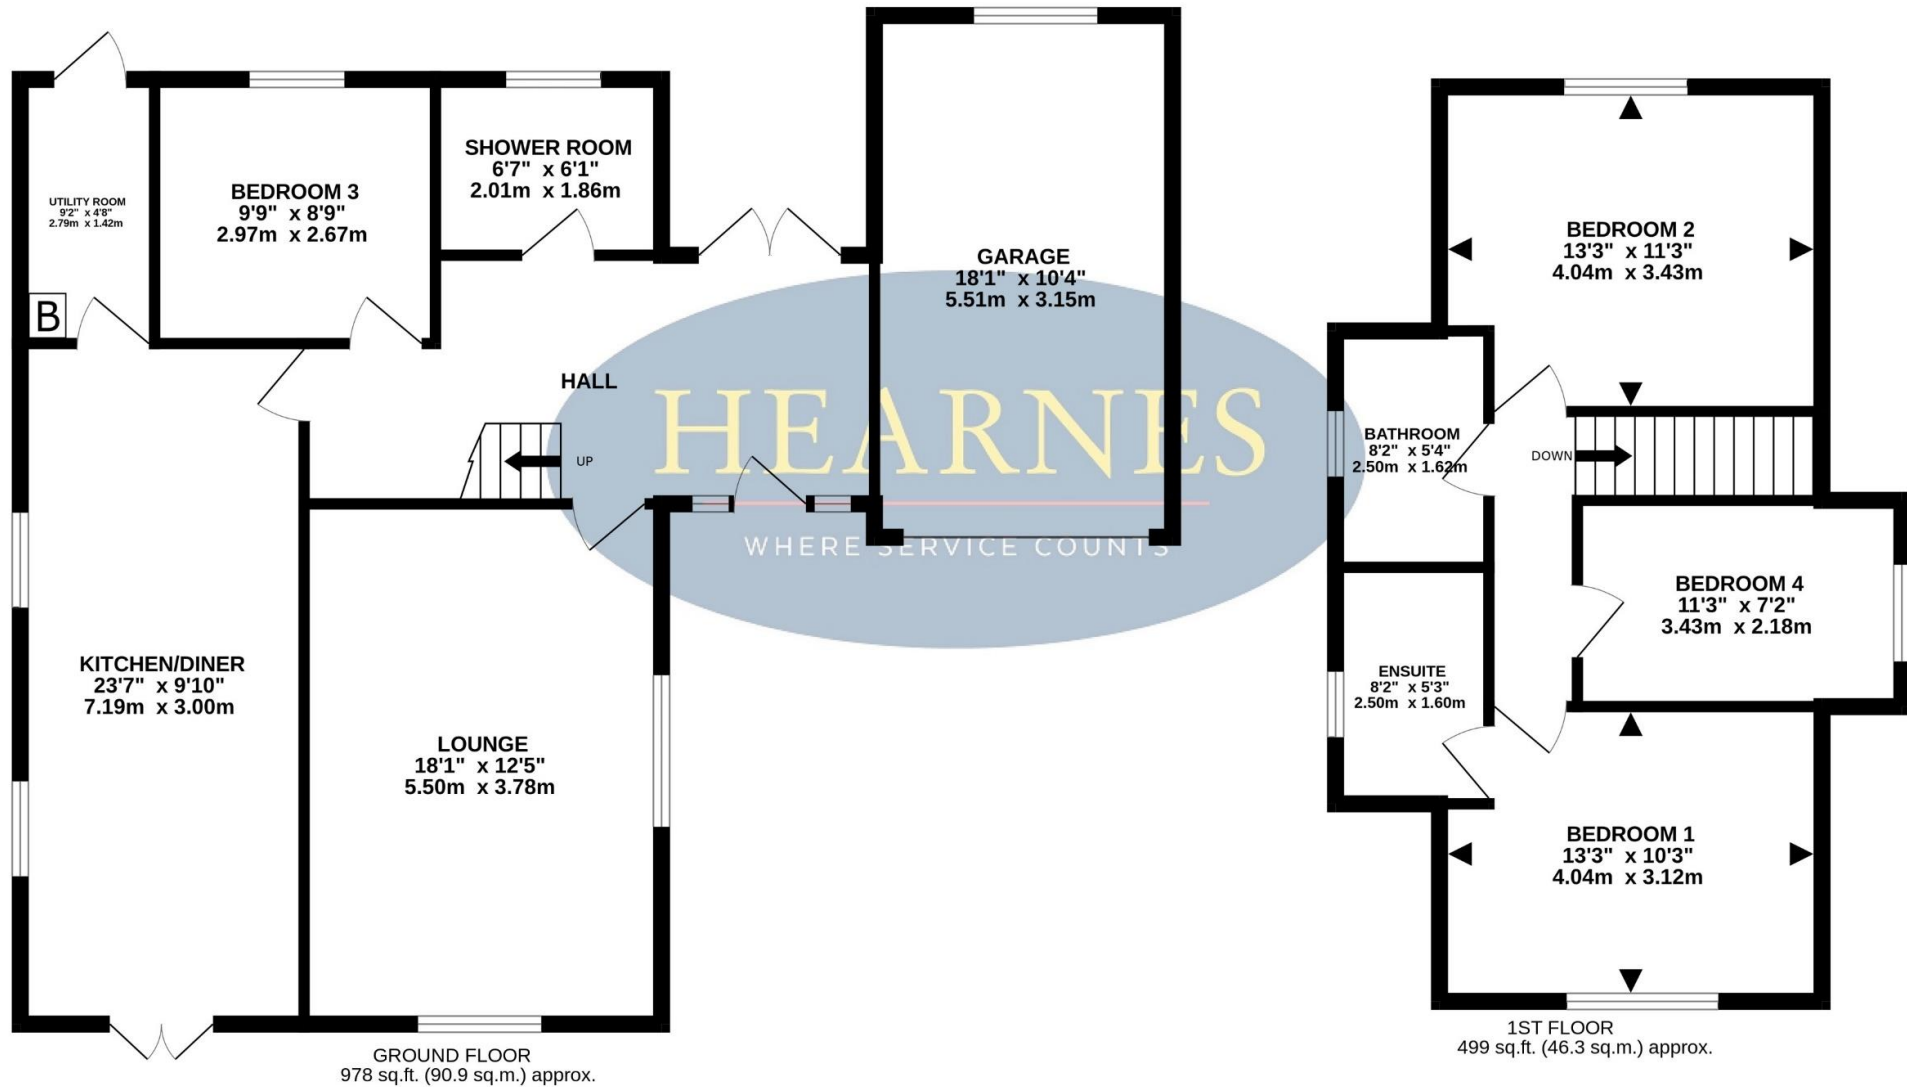 UTILITY ROOM
9'2" x 4'8"
2.79m x 1.42m
B
BEDROOM 3
9'9" x 8'9"
2.97m x 2.67m
SHOWER ROOM
6'7" x 6'1"
2.01m x 1.86m
GARAGE
18'1" x 10'4"
5.51m x 3.15m
HALL
UP
KITCHEN/DINER
23'7" x 9'10"
7.19m x 3.00m
LOUNGE
18'1" x 12'5"
5.50m x 3.78m
HEARNES
WHERE SERVICE COUNTS
GROUND FLOOR
978 sq.ft. (90.9 sq.m.) approx.
BEDROOM 2
13'3" x 11'3"
4.04m x 3.43m
BATHROOM
8'2" x 5'4"
2.50m x 1.62m
DOWN
BEDROOM 4
11'3" x 7'2"
3.43m x 2.18m
ENSUITE
8'2" x 5'3"
2.50m x 1.60m
BEDROOM 1
13'3" x 10'3"
4.04m x 3.12m
1ST FLOOR
499 sq.ft. (46.3 sq.m.) approx.